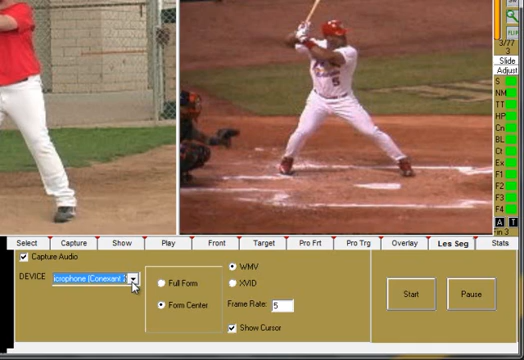 FLIP
3/77
3
Slide
Adjust
S
NM
TT
HP
Cn
BL
Ct
Ex
F1
F2
F3
F4
A T
5
Select Capture Show Play Front Target Pro Frt Pro Trg Overlay Les Seg Stats
Capture Audio
DEVICE icrophone (Conexant 2
Full Form
Form Center
WMV
XVID
Frame Rate: 5
Show Cursor
Start Pause